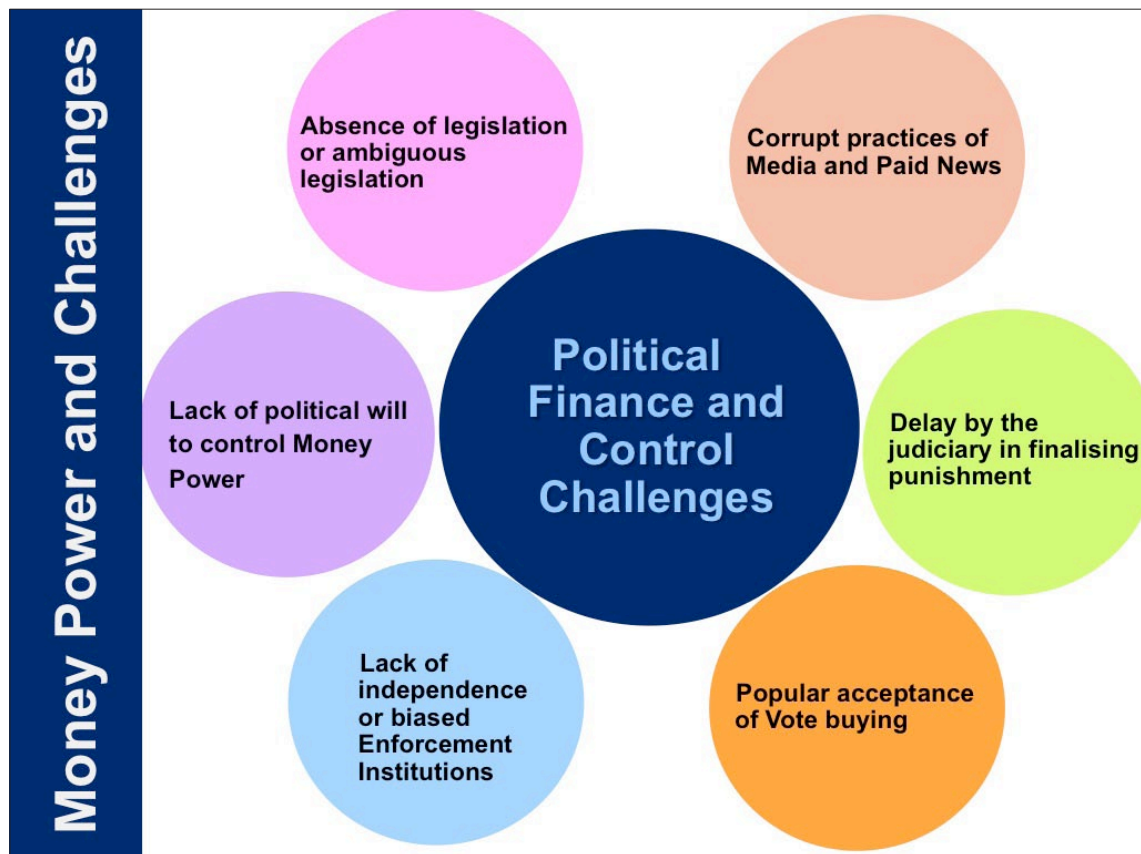 Money Power and Challenges
Absence of legislation
or ambiguous
legislation
Corrupt practices of
Media and Paid News
Political
Finance and
Control
Challenges
Lack of political will
to control Money
Power
Delay by the
judiciary in finalising
punishment
Lack of
independence
or biased
Enforcement
Institutions
Popular acceptance
of Vote buying